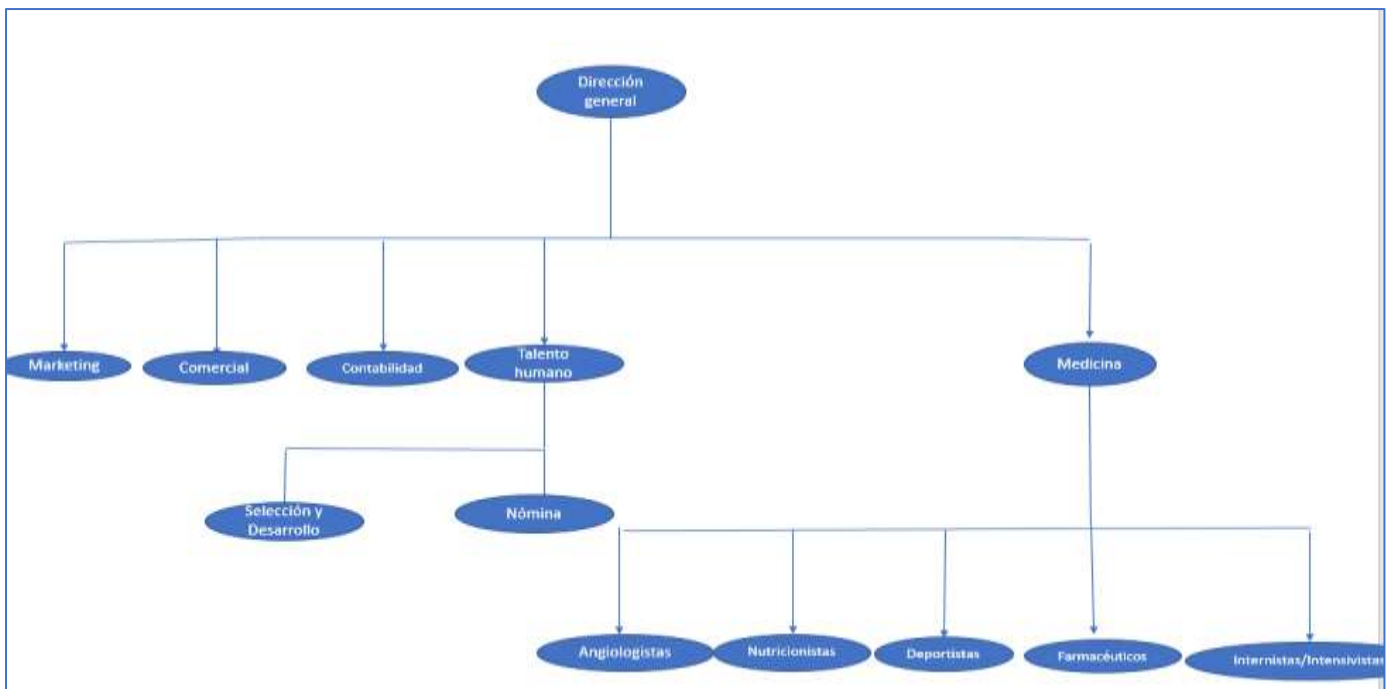 Dirección
general
Marketing
Comercial
Contabilidad
Talento
humano
Medicina
Selección y
Desarrollo
Nómina
Angiologistas
Nutricionistas
Deportistas
Farmacéuticos
Internistas/Intensivistas